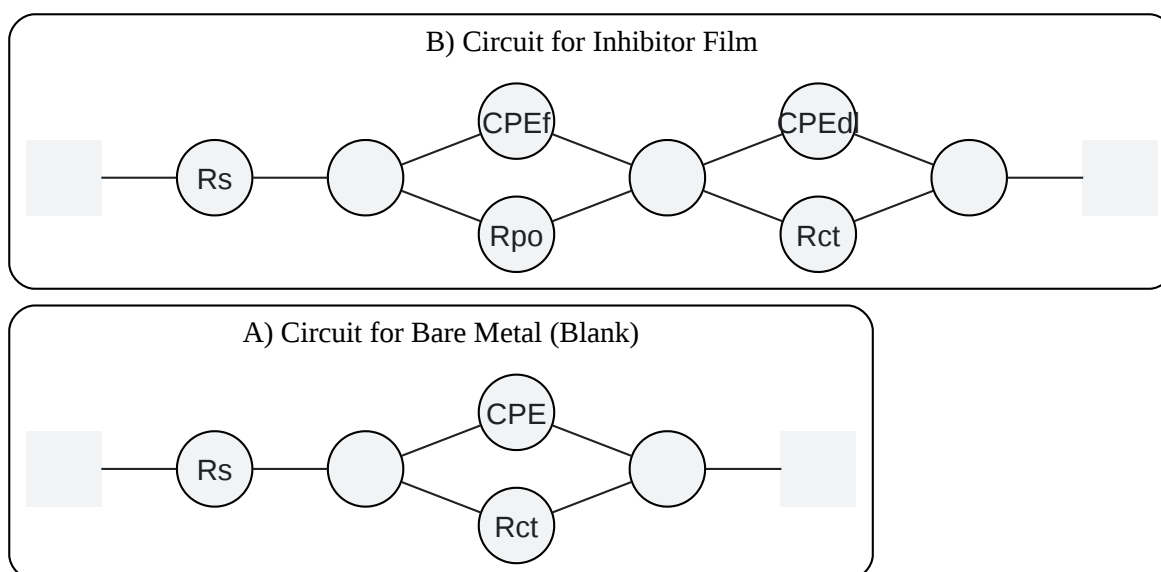 B) Circuit for Inhibitor Film
CPEf
CPEdl
Rs
Rpo
Rct
A) Circuit for Bare Metal (Blank)
CPE
Rs
Rct